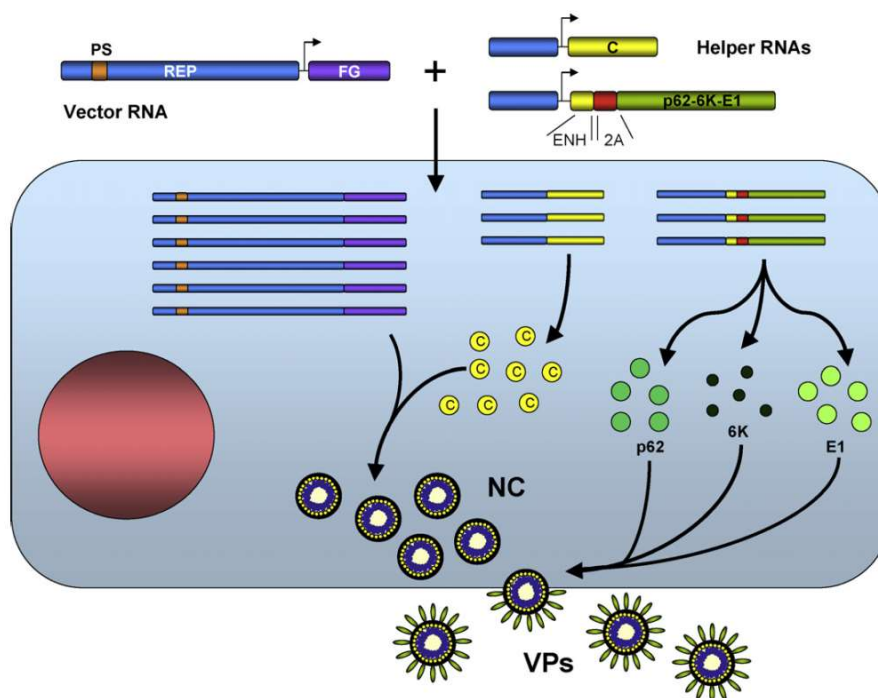 PS
REP
FG
Vector RNA
+
C
Helper RNAs
p62-6K-E1
ENH
2A
C
C
C
C
C
C
C
C
C
p62
6K
E1
NC
VPs